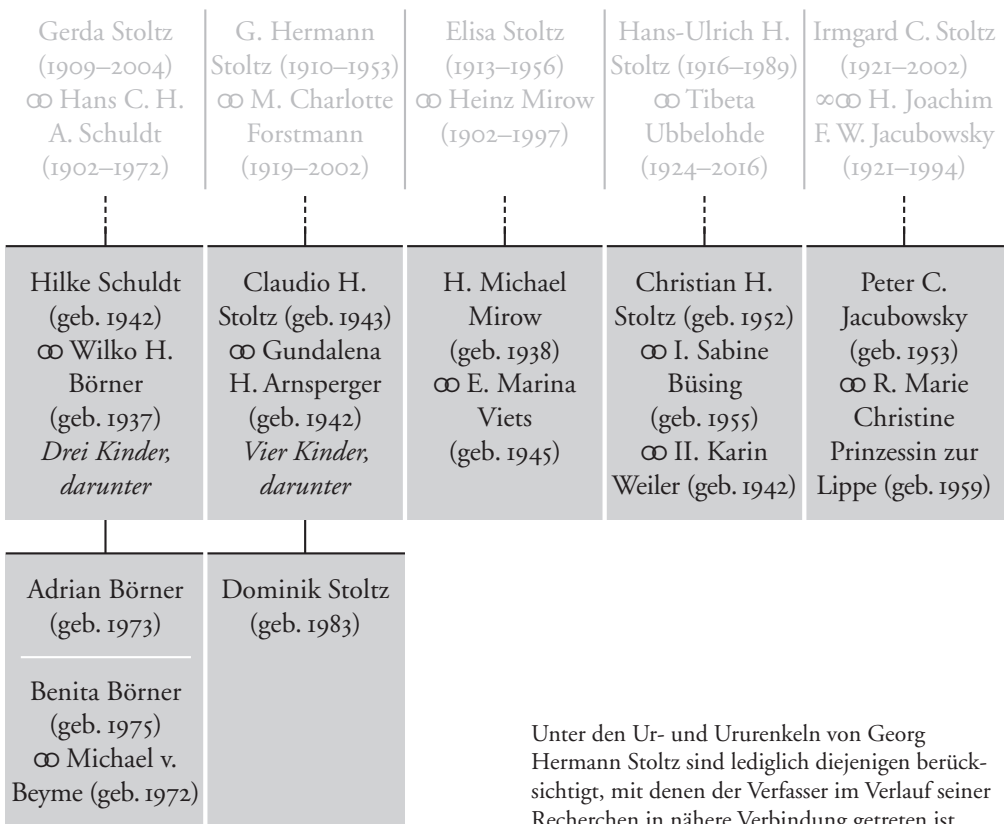 Gerda Stoltz
(1909–2004)
⚭ Hans C. H.
A. Schuldt
(1902–1972)
G. Hermann
Stoltz (1910–1953)
⚭ M. Charlotte
Forstmann
(1919–2002)
Elisa Stoltz
(1913–1956)
⚭ Heinz Mirow
(1902–1997)
Hans-Ulrich H.
Stoltz (1916–1989)
⚭ Tibeta
Ubbelohde
(1924–2016)
Irmgard C. Stoltz
(1921–2002)
∞⚭ H. Joachim
F. W. Jacubowsky
(1921–1994)
Hilke Schuldt
(geb. 1942)
⚭ Wilko H.
Börner
(geb. 1937)
Drei Kinder,
darunter
Claudio H.
Stoltz (geb. 1943)
⚭ Gundalena
H. Arnsperger
(geb. 1942)
Vier Kinder,
darunter
H. Michael
Mirow
(geb. 1938)
⚭ E. Marina
Viets
(geb. 1945)
Christian H.
Stoltz (geb. 1952)
⚭ I. Sabine
Büsing
(geb. 1955)
⚭ II. Karin
Weiler (geb. 1942)
Peter C.
Jacubowsky
(geb. 1953)
⚭ R. Marie
Christine
Prinzessin zur
Lippe (geb. 1959)
Adrian Börner
(geb. 1973)
Benita Börner
(geb. 1975)
⚭ Michael v.
Beyme (geb. 1972)
Dominik Stoltz
(geb. 1983)
Unter den Ur- und Ururenkeln von Georg
Hermann Stoltz sind lediglich diejenigen berück-
sichtigt, mit denen der Verfasser im Verlauf seiner
Recherchen in nähere Verbindung getreten ist